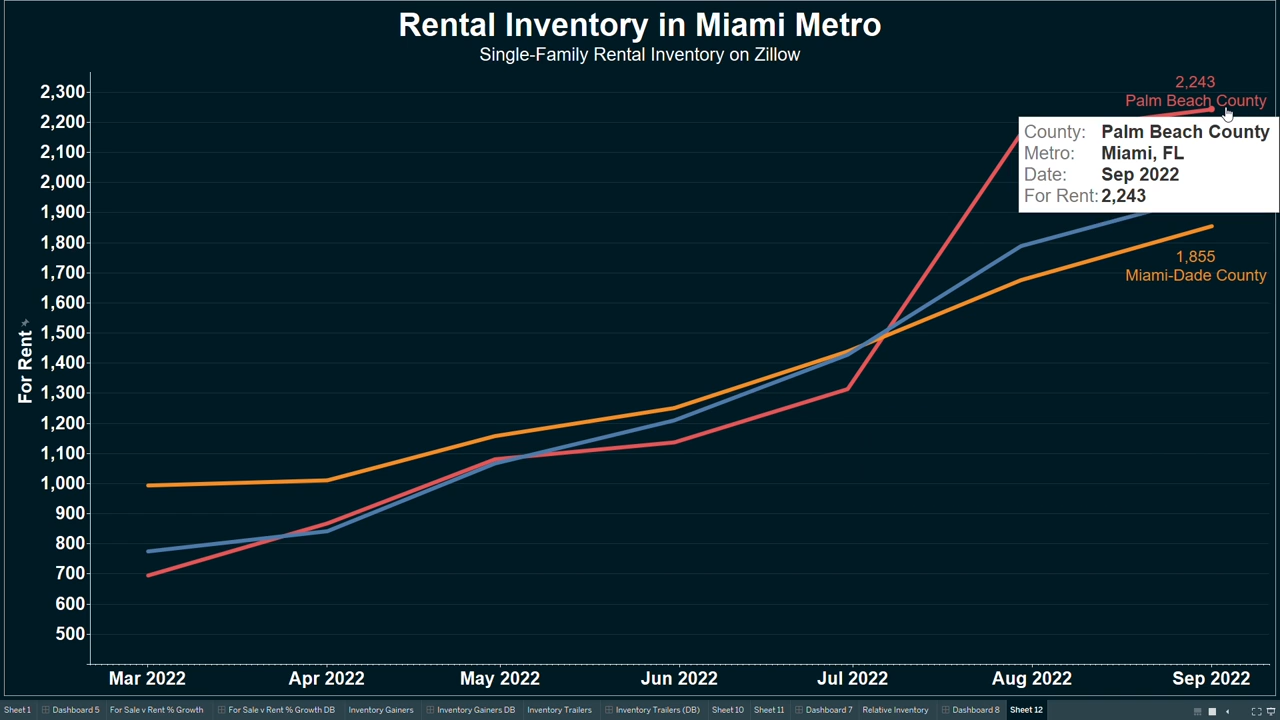 Rental Inventory in Miami Metro
Single-Family Rental Inventory on Zillow
2,243
Palm Beach County
County: Palm Beach County
Metro: Miami, FL
Date: Sep 2022
For Rent: 2,243
1,855
Miami-Dade County
For Rent
2,300
2,200
2,100
2,000
1,900
1,800
1,700
1,600
1,500
1,400
1,300
1,200
1,100
1,000
900
800
700
600
500
Mar 2022 Apr 2022 May 2022 Jun 2022 Jul 2022 Aug 2022 Sep 2022
Sheet 1 Dashboard 5 For Sale v Rent % Growth For Sale v Rent % Growth DB Inventory Gainers Inventory Gainers DB Inventory Trailers Inventory Trailers (DB) Sheet 10 Sheet 11 Dashboard 7 Relative Inventory Dashboard 8 Sheet 12